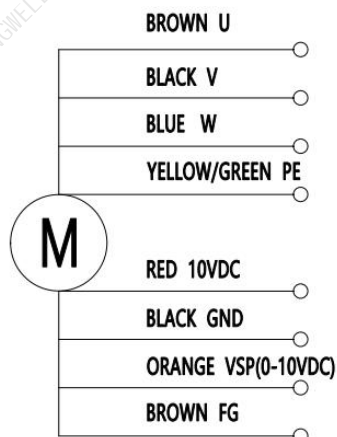 BROWN U
BLACK V
BLUE W
YELLOW/GREEN PE
M
RED 10VDC
BLACK GND
ORANGE VSP(0-10VDC)
BROWN FG